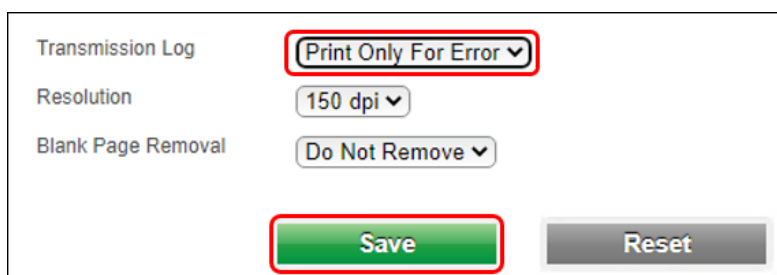 Transmission Log Print Only For Error
Resolution 150 dpi
Blank Page Removal Do Not Remove
Save Reset